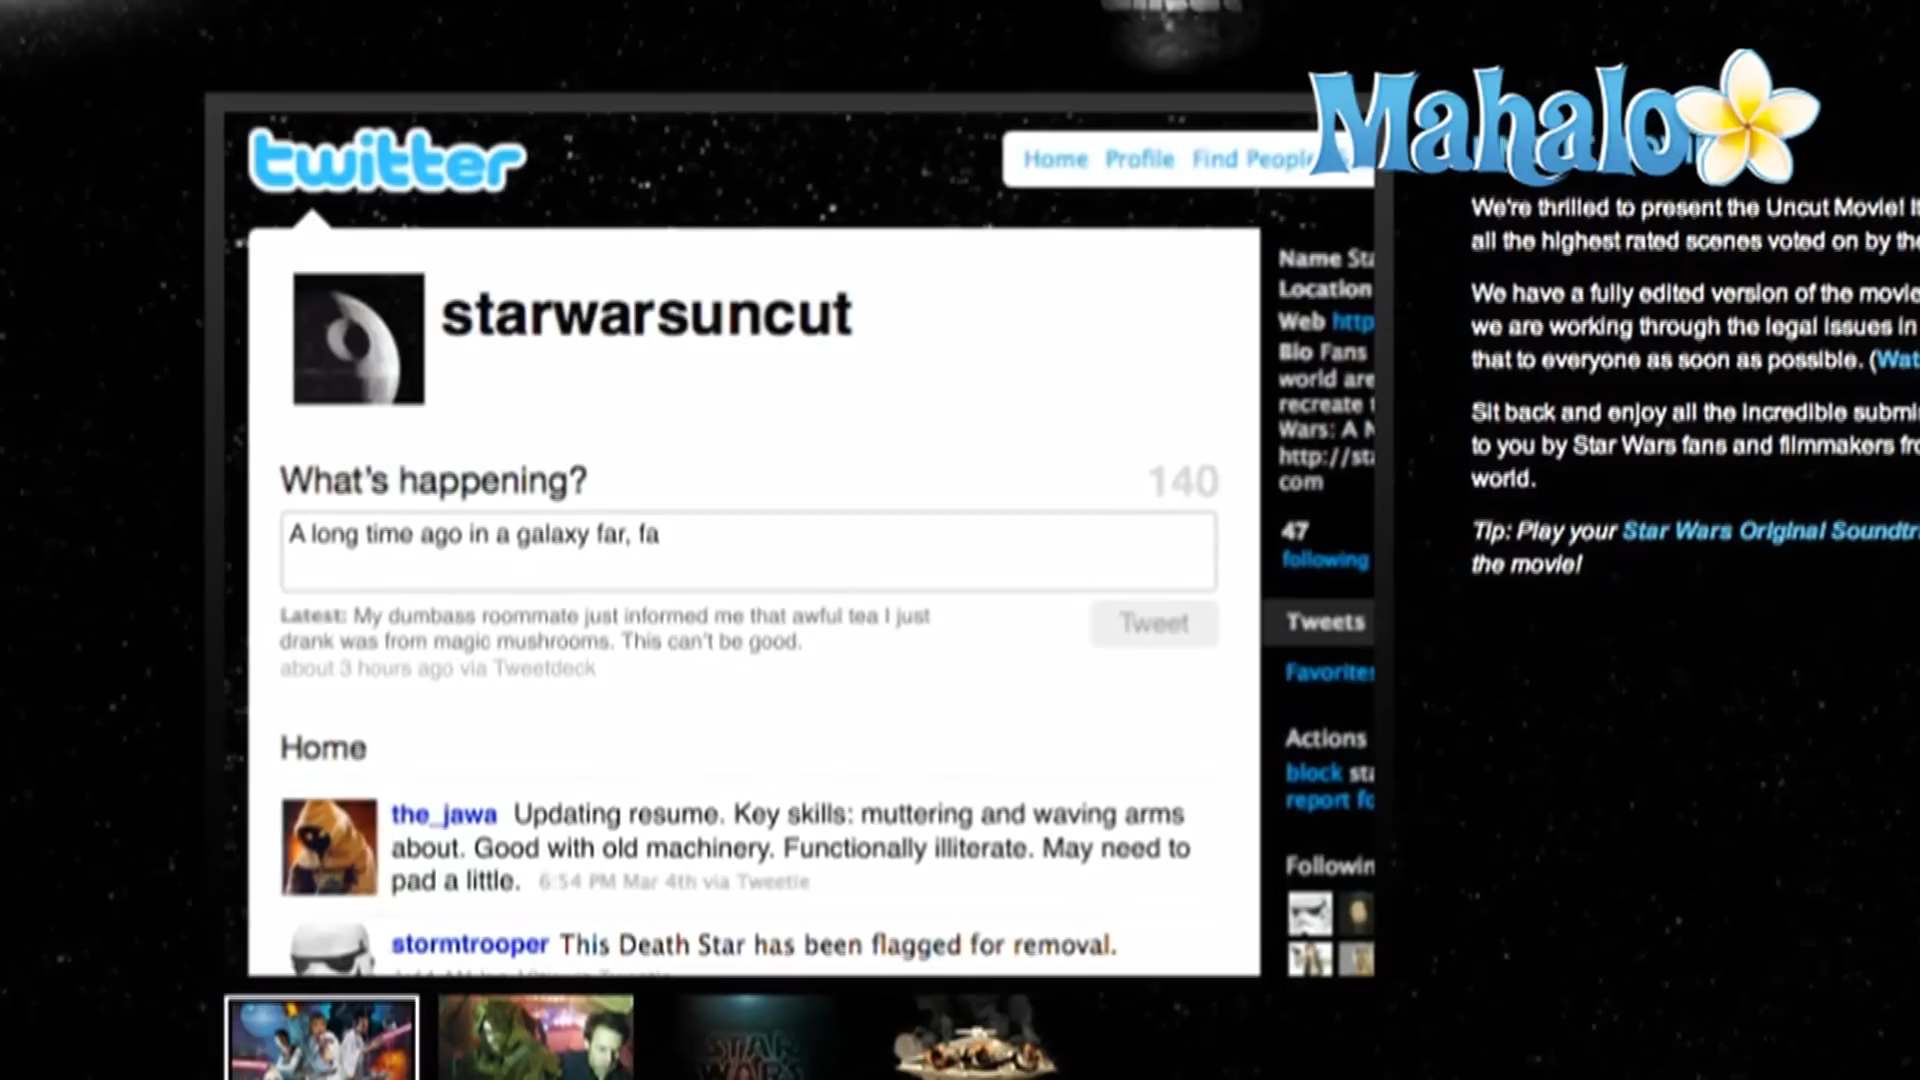 Mahalo
twitter
Home Profile Find People
starwarsuncut
What's happening?
140
A long time ago in a galaxy far, fa
Latest: My dumbass roommate just informed me that awful tea I just
drank was from magic mushrooms. This can't be good.
about 3 hours ago via Tweetdeck
Tweet
Home
the_jawa Updating resume. Key skills: muttering and waving arms
about. Good with old machinery. Functionally illiterate. May need to
pad a little. 6:54 PM Mar 4th via Tweetie
stormtrooper This Death Star has been flagged for removal.
Name
Location
Web http
Bio Fans
world are
recreate
Wars: A
http://
com
47
following
Tweets
Favorites
Actions
block
report
We're thrilled to present the Uncut Movie!
all the highest rated scenes voted on by the
We have a fully edited version of the movie
we are working through the legal issues in
that to everyone as soon as possible. (
Sit back and enjoy all the incredible
to you by Star Wars fans and filmmakers
world.
Tip: Play your Star Wars Original
the movie!
STAR
WARS